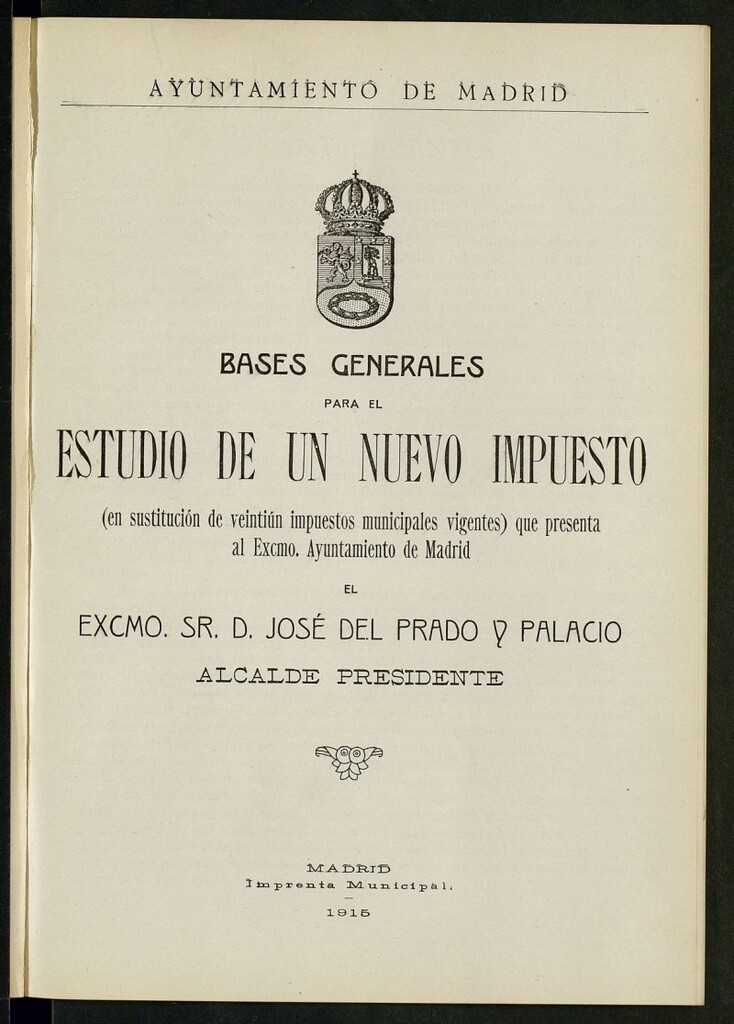 AYUNTAMIENTO DE MADRID
BASES GENERALES
PARA EL
ESTUDIO DE UN NUEVO IMPUESTO
(en sustitución de veintiún impuestos municipales vigentes) que presenta
al Excmo. Ayuntamiento de Madrid
EL
EXCMO. SR. D. JOSÉ DEL PRADO Y PALACIO
ALCALDE PRESIDENTE
MADRID
Imprenta Municipal.
1915